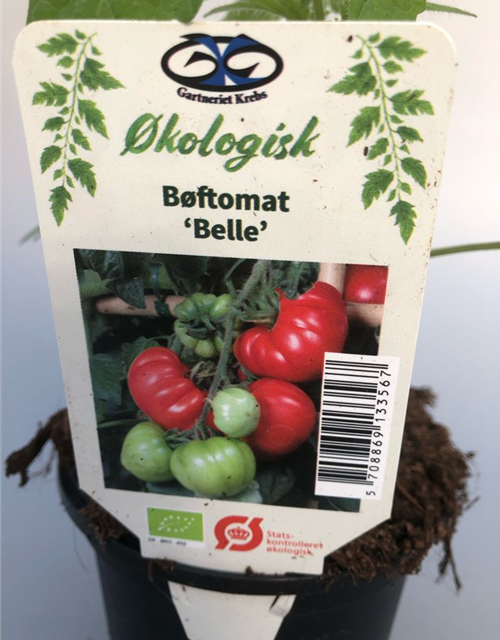 Gartneriet Krebs
Økologisk
Bøftomat
‘Belle’
5 708869 133567
Stats-
kontrolleret
økologisk